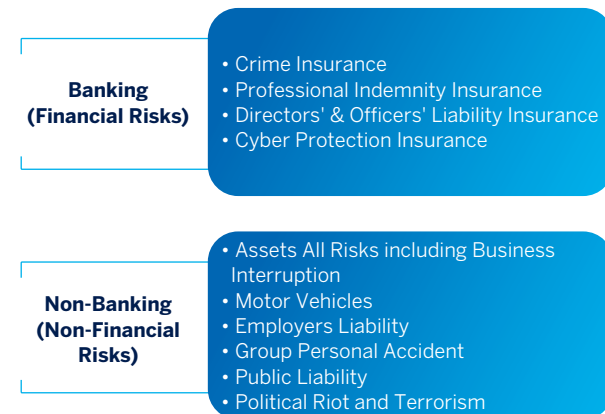 Banking
(Financial Risks)
• Crime Insurance
• Professional Indemnity Insurance
• Directors' & Officers' Liability Insurance
• Cyber Protection Insurance
Non-Banking
(Non-Financial
Risks)
• Assets All Risks including Business
Interruption
• Motor Vehicles
• Employers Liability
• Group Personal Accident
• Public Liability
• Political Riot and Terrorism